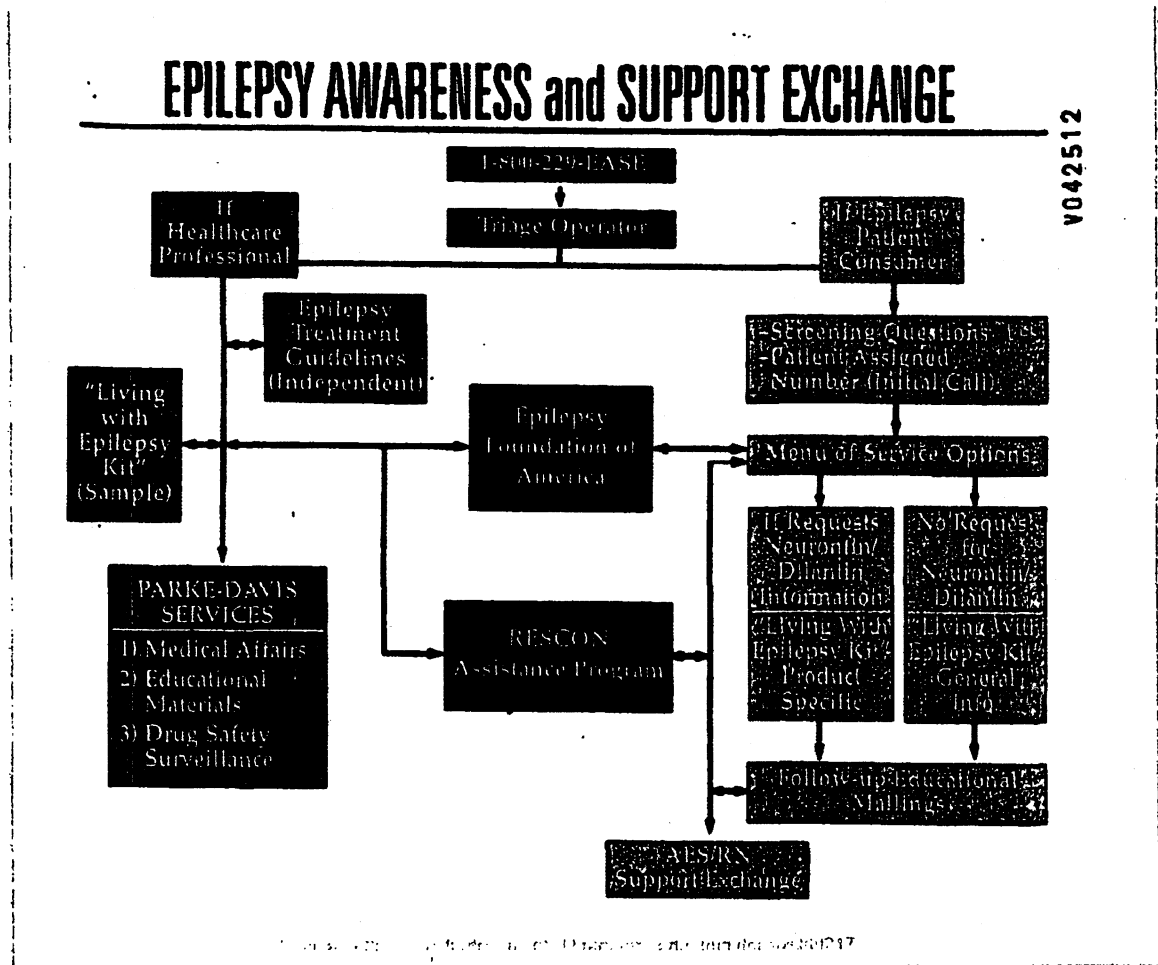 EPILEPSY AWARENESS and SUPPORT EXCHANGE
V042512
1-800-229-EASE
Triage Operator
If
Healthcare
Professional
If Epilepsy
Patient
Consumer
Epilepsy
Treatment
Guidelines
(Independent)
-Screening Questions
-Patient Assigned
Number (Initial Call)
"Living
with
Epilepsy
Kit"
(Sample)
Epilepsy
Foundation of
America
Menu of Service Options
If Requests
Neurontin/
Dilantin
Information
"Living With
Epilepsy Kit"
Product
Specific
No Request
for
Neurontin/
Dilantin
"Living With
Epilepsy Kit"
General
Info
PARKE-DAVIS
SERVICES
1) Medical Affairs
2) Educational
Materials
3) Drug Safety
Surveillance
RESCON
Assistance Program
Follow-up Educational
Mailings
AES/RN
Support Exchange